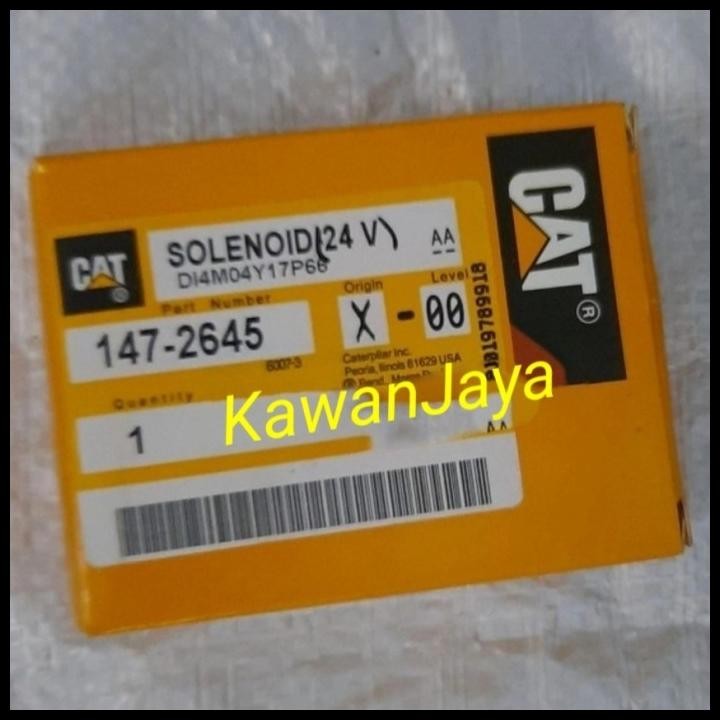 CAT®
SOLENOID(24 V)
AA
DI4M04Y17P66
Part Number
147-2645
6007-3
Origin
Level
X-00
Caterpillar Inc.
Peoria, Illinois 61629 USA
Quantity
1
AA
CAT®
KawanJaya